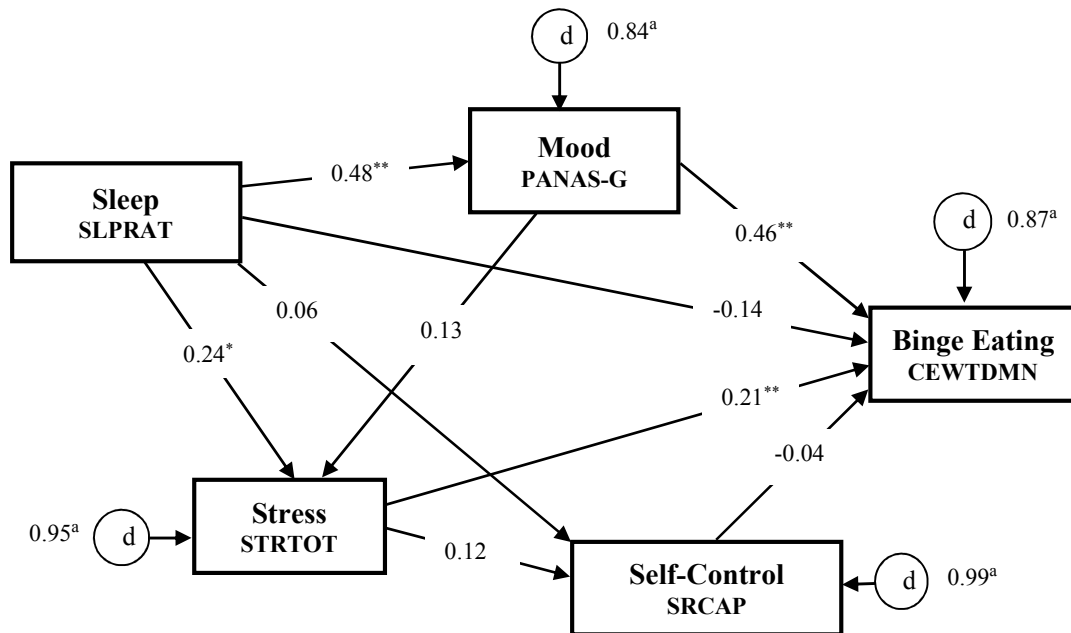 d
0.84ᵃ
Mood
PANAS-G
Sleep
SLPRAT
0.48**
d
0.87ᵃ
0.46**
0.06
-0.14
0.13
0.24*
Binge Eating
CEWTDMN
0.21**
-0.04
0.95ᵃ
d
Stress
STRTOT
0.12
Self-Control
SRCAP
d
0.99ᵃ